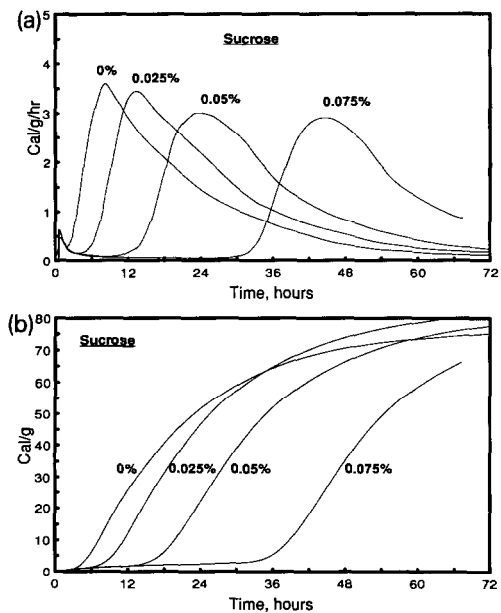 (a)
5
Sucrose
0%
0.025%
4
0.05%
0.075%
3
Cal/g/hr
2
1
0
0 12 24 36 48 60 72
Time, hours
(b)
80
Sucrose
70
60
50
Cal/g
40
0% 0.025% 0.05% 0.075%
30
20
10
0
0 12 24 36 48 60 72
Time, hours